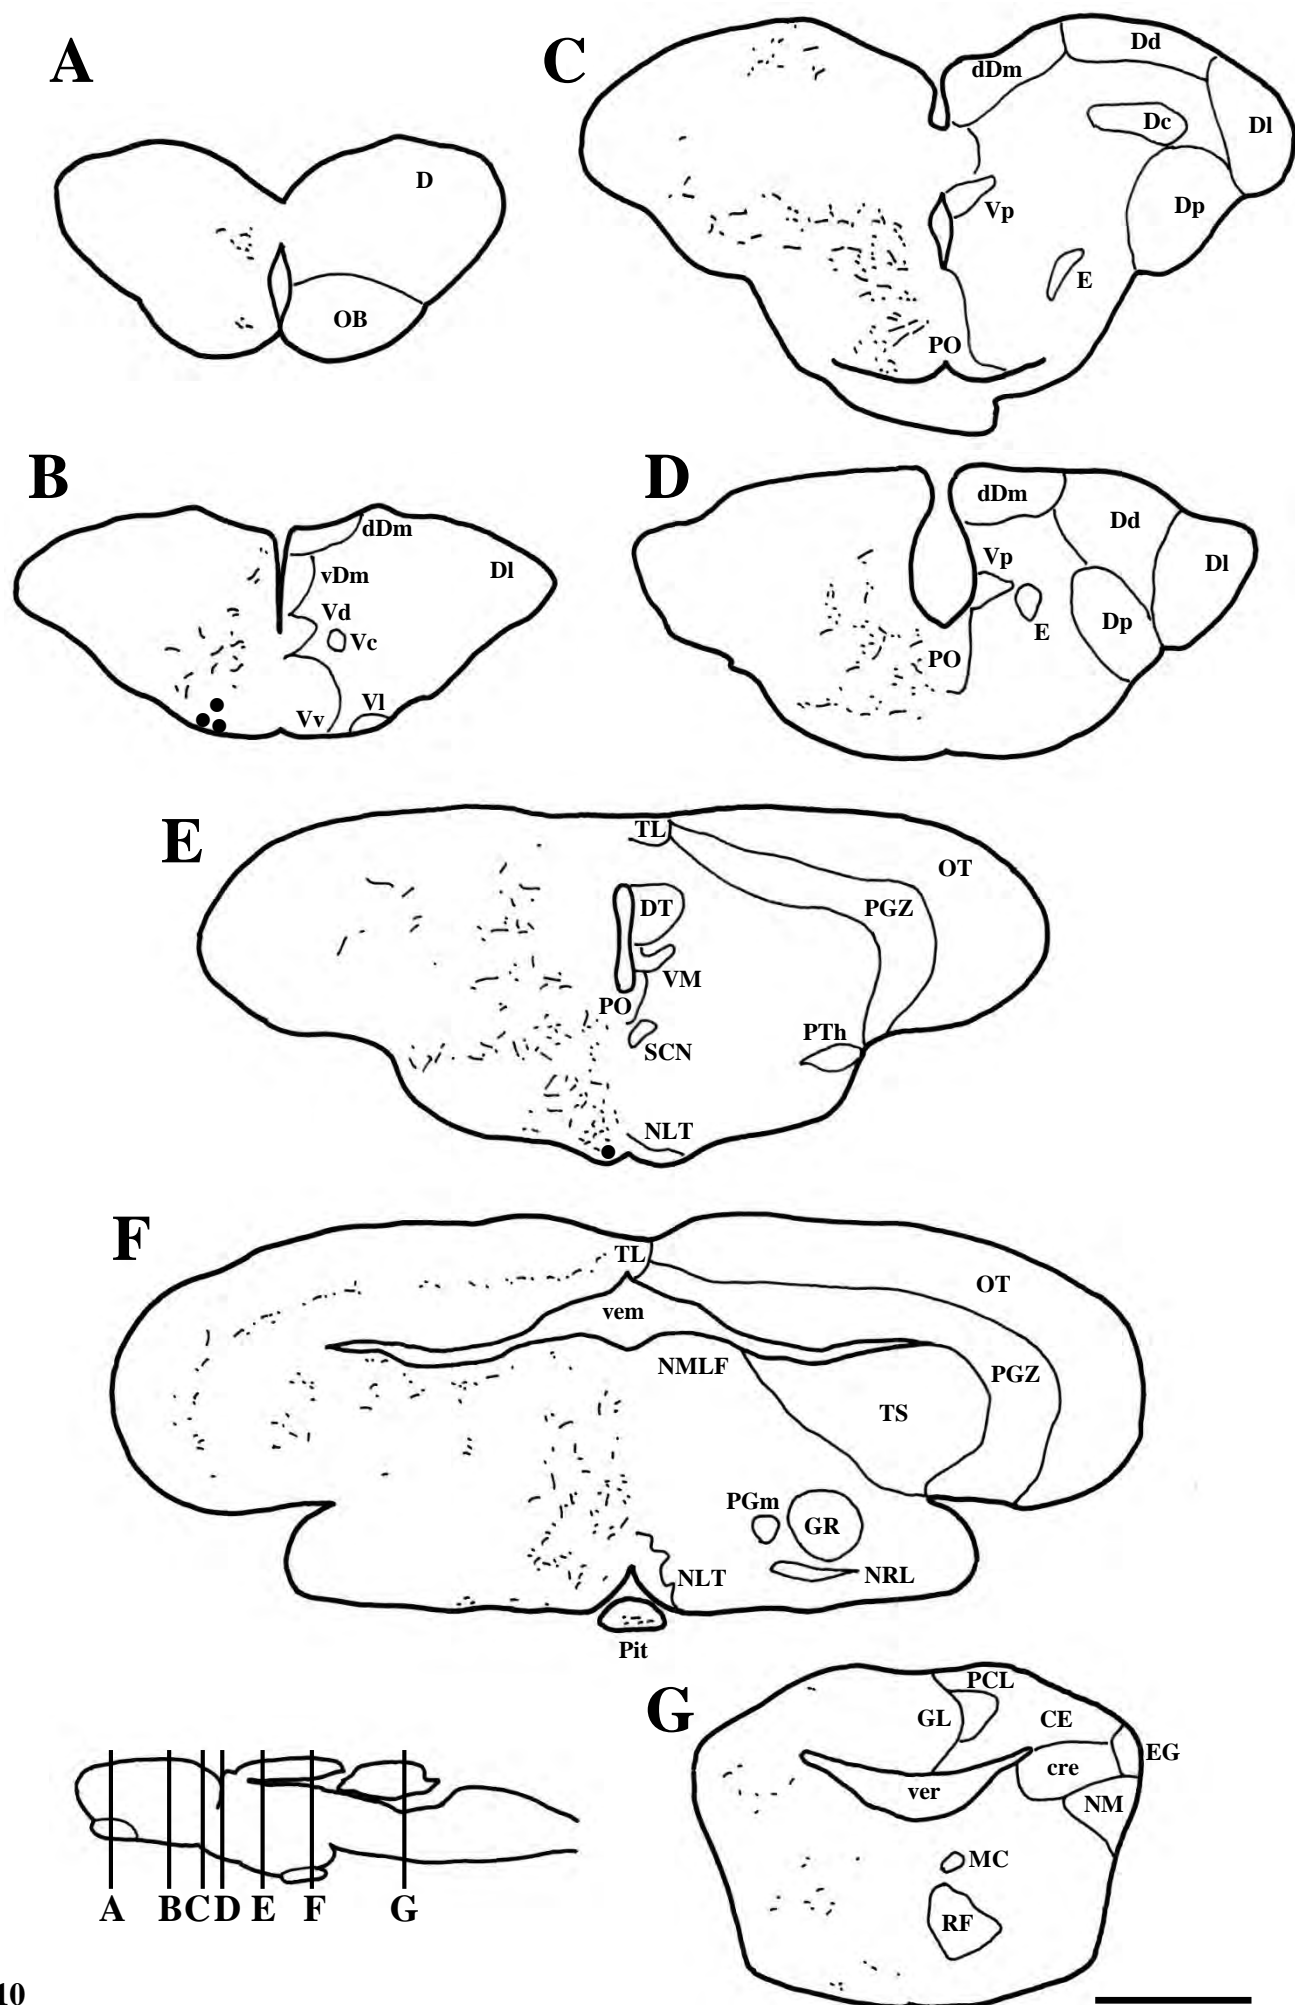 A
D
OB
C
dDm
Dd
Dc
Dl
Dp
Vp
E
PO
B
dDm
vDm
Dl
Vd
Vc
Vl
Vv
D
dDm
Dd
Vp
Dl
E
Dp
PO
E
TL
OT
DT
PGZ
VM
PO
PTh
SCN
NLT
F
TL
OT
vem
NMLF
PGZ
TS
PGm
GR
NLT
NRL
Pit
G
PCL
GL
CE
EG
cre
ver
NM
MC
RF
A B C D E F G
10